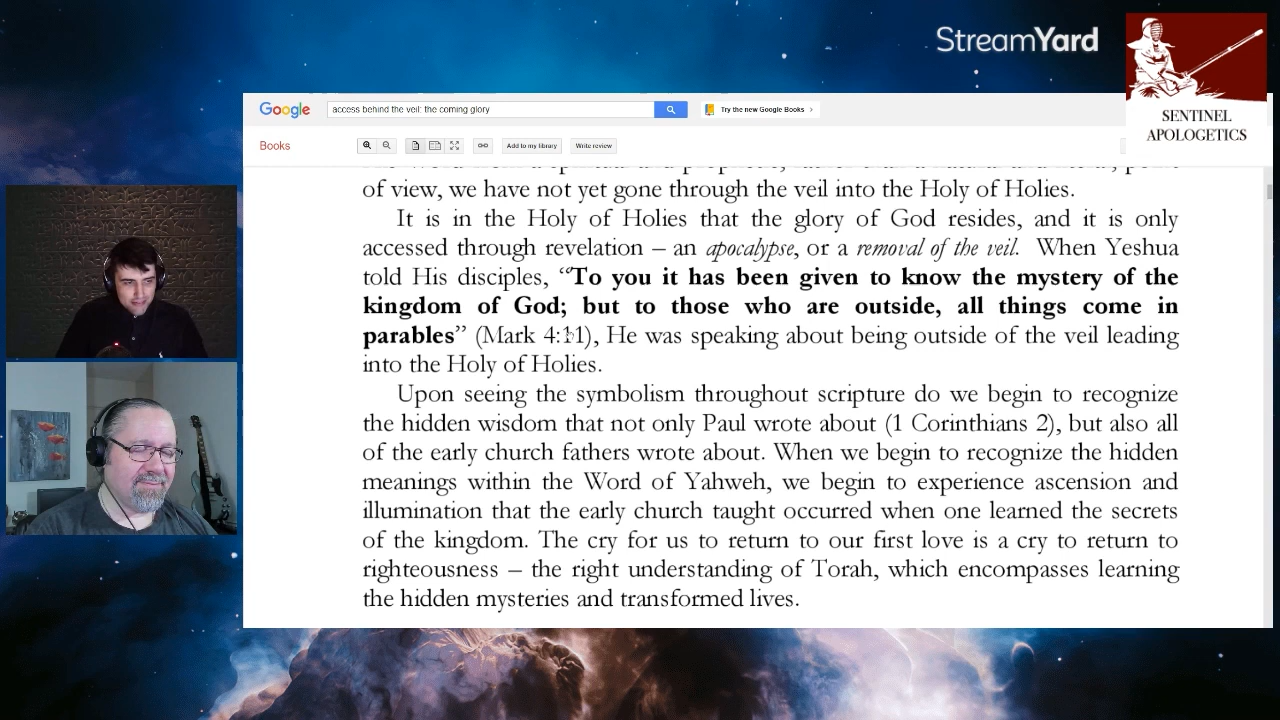 StreamYard
SENTINEL
APOLOGETICS
Google
access behind the veil: the coming glory
Try the new Google Books
Books
Add to my library
Write review
of view, we have not yet gone through the veil into the Holy of Holies.
It is in the Holy of Holies that the glory of God resides, and it is only
accessed through revelation – an apocalypse, or a removal of the veil. When Yeshua
told His disciples, “To you it has been given to know the mystery of the
kingdom of God; but to those who are outside, all things come in
parables” (Mark 4:11), He was speaking about being outside of the veil leading
into the Holy of Holies.
Upon seeing the symbolism throughout scripture do we begin to recognize
the hidden wisdom that not only Paul wrote about (1 Corinthians 2), but also all
of the early church fathers wrote about. When we begin to recognize the hidden
meanings within the Word of Yahweh, we begin to experience ascension and
illumination that the early church taught occurred when one learned the secrets
of the kingdom. The cry for us to return to our first love is a cry to return to
righteousness – the right understanding of Torah, which encompasses learning
the hidden mysteries and transformed lives.